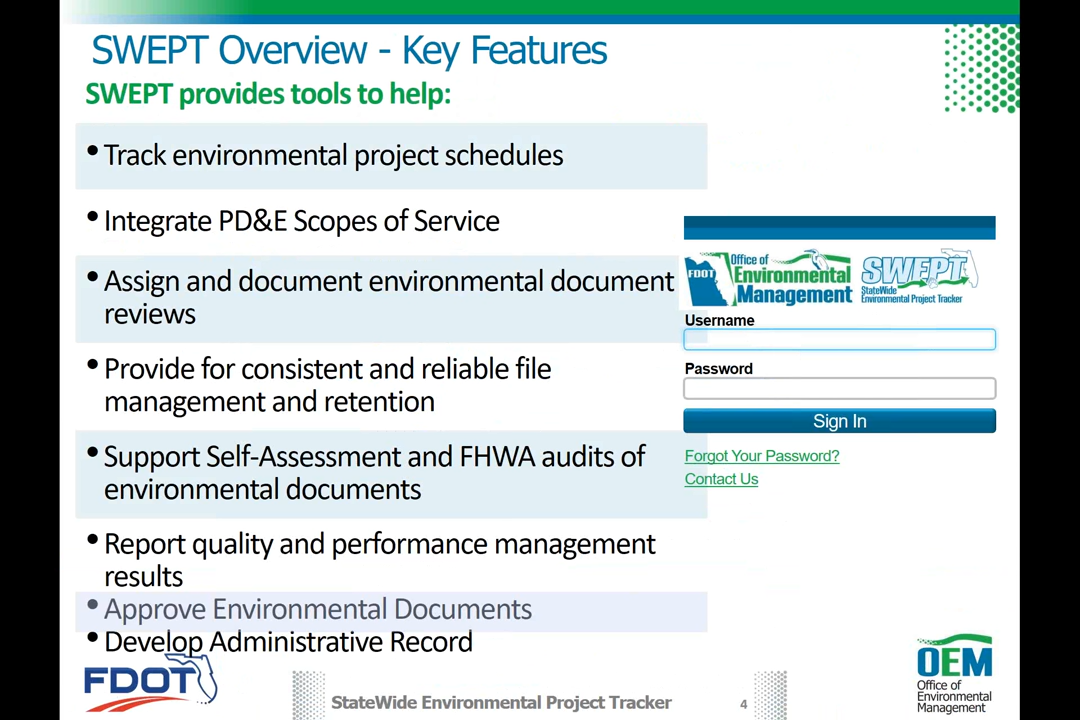 SWEPT Overview - Key Features
SWEPT provides tools to help:
• Track environmental project schedules
• Integrate PD&E Scopes of Service
• Assign and document environmental document
reviews
• Provide for consistent and reliable file
management and retention
• Support Self-Assessment and FHWA audits of
environmental documents
• Report quality and performance management
results
• Approve Environmental Documents
• Develop Administrative Record
FDOT
Office of
Environmental
Management
SWEPT
StateWide
Environmental Project Tracker
Username
Password
Sign In
Forgot Your Password?
Contact Us
FDOT
StateWide Environmental Project Tracker
4
OEM
Office of
Environmental
Management